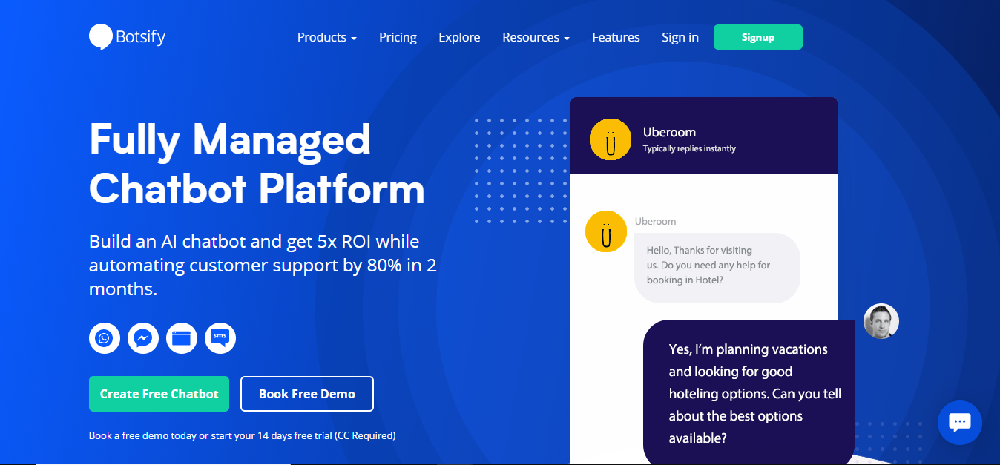 Botsify
Products
Pricing
Explore
Resources
Features
Sign in
Signup
Fully Managed
Chatbot Platform
Build an AI chatbot and get 5x ROI while
automating customer support by 80% in 2
months.
sms
Create Free Chatbot
Book Free Demo
Book a free demo today or start your 14 days free trial (CC Required)
Ü
Uberoom
Typically replies instantly
Ü
Uberoom
Hello, Thanks for visiting
us. Do you need any help for
booking in Hotel?
Yes, I’m planning vacations
and looking for good
hoteling options. Can you tell
about the best options
available?